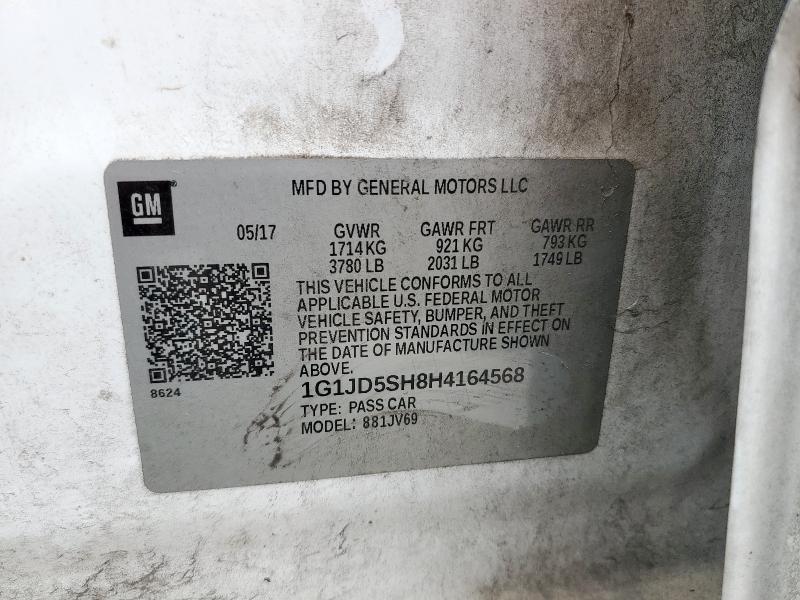 MFD BY GENERAL MOTORS LLC
GM
05/17 GVWR GAWR FRT GAWR RR
1714 KG 921 KG 793 KG
3780 LB 2031 LB 1749 LB
THIS VEHICLE CONFORMS TO ALL
APPLICABLE U.S. FEDERAL MOTOR
VEHICLE SAFETY, BUMPER, AND THEFT
PREVENTION STANDARDS IN EFFECT ON
THE DATE OF MANUFACTURE SHOWN
ABOVE.
8624
1G1JD5SH8H4164568
TYPE: PASS CAR
MODEL: 881JV69